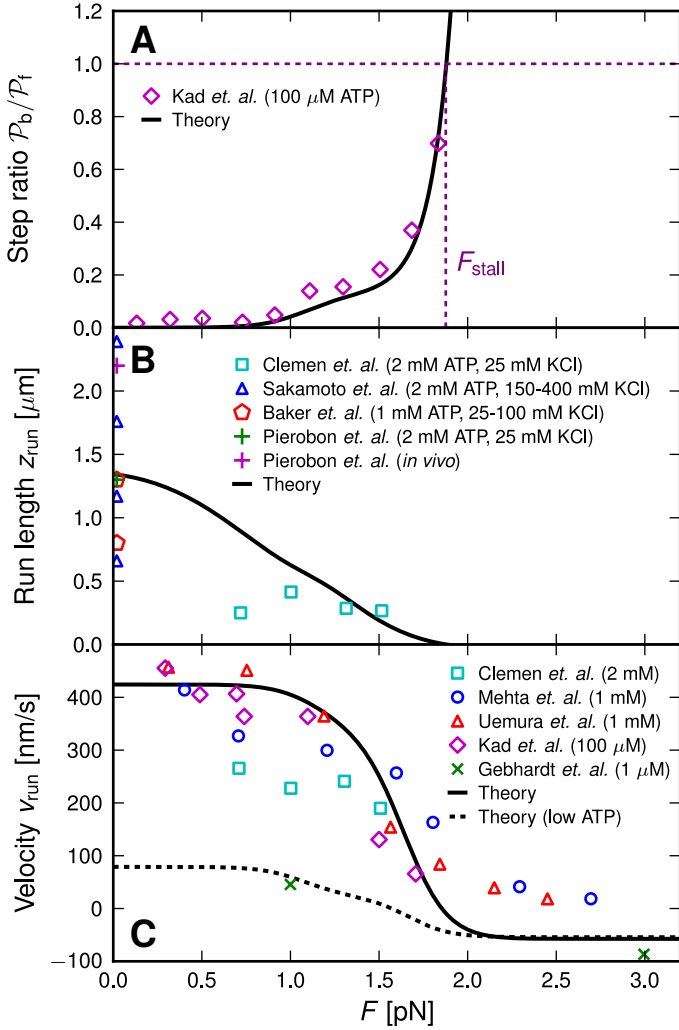 A
Step ratio 𝒫b/𝒫f
1.2
1.0
0.8
0.6
0.4
0.2
0.0
Kad et. al. (100 μM ATP)
Theory
Fstall
B
Run length zrun [μm]
2.0
1.5
1.0
0.5
0.0
Clemen et. al. (2 mM ATP, 25 mM KCl)
Sakamoto et. al. (2 mM ATP, 150-400 mM KCl)
Baker et. al. (1 mM ATP, 25-100 mM KCl)
Pierobon et. al. (2 mM ATP, 25 mM KCl)
Pierobon et. al. (in vivo)
Theory
C
Velocity vrun [nm/s]
400
300
200
100
0
−100
Clemen et. al. (2 mM)
Mehta et. al. (1 mM)
Uemura et. al. (1 mM)
Kad et. al. (100 μM)
Gebhardt et. al. (1 μM)
Theory
Theory (low ATP)
0.0 0.5 1.0 1.5 2.0 2.5 3.0
F [pN]